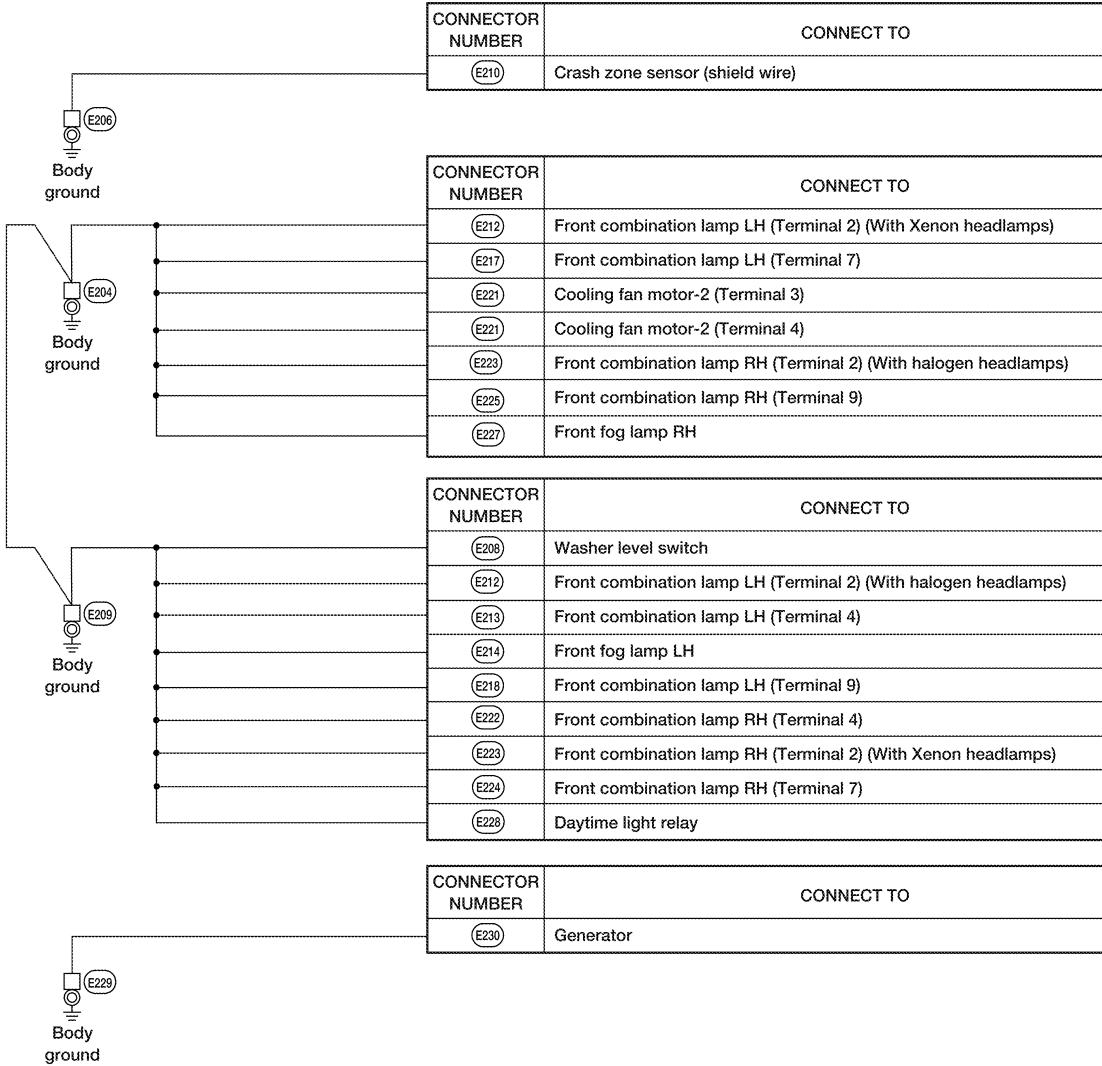 CONNECTOR NUMBER CONNECT TO
E210 Crash zone sensor (shield wire)
E206
Body
ground
CONNECTOR NUMBER CONNECT TO
E212 Front combination lamp LH (Terminal 2) (With Xenon headlamps)
E217 Front combination lamp LH (Terminal 7)
E204
E221 Cooling fan motor-2 (Terminal 3)
E221 Cooling fan motor-2 (Terminal 4)
Body
ground
E223 Front combination lamp RH (Terminal 2) (With halogen headlamps)
E225 Front combination lamp RH (Terminal 9)
E227 Front fog lamp RH
CONNECTOR NUMBER CONNECT TO
E208 Washer level switch
E212 Front combination lamp LH (Terminal 2) (With halogen headlamps)
E209
E213 Front combination lamp LH (Terminal 4)
E214 Front fog lamp LH
Body
ground
E218 Front combination lamp LH (Terminal 9)
E222 Front combination lamp RH (Terminal 4)
E223 Front combination lamp RH (Terminal 2) (With Xenon headlamps)
E224 Front combination lamp RH (Terminal 7)
E228 Daytime light relay
CONNECTOR NUMBER CONNECT TO
E230 Generator
E229
Body
ground